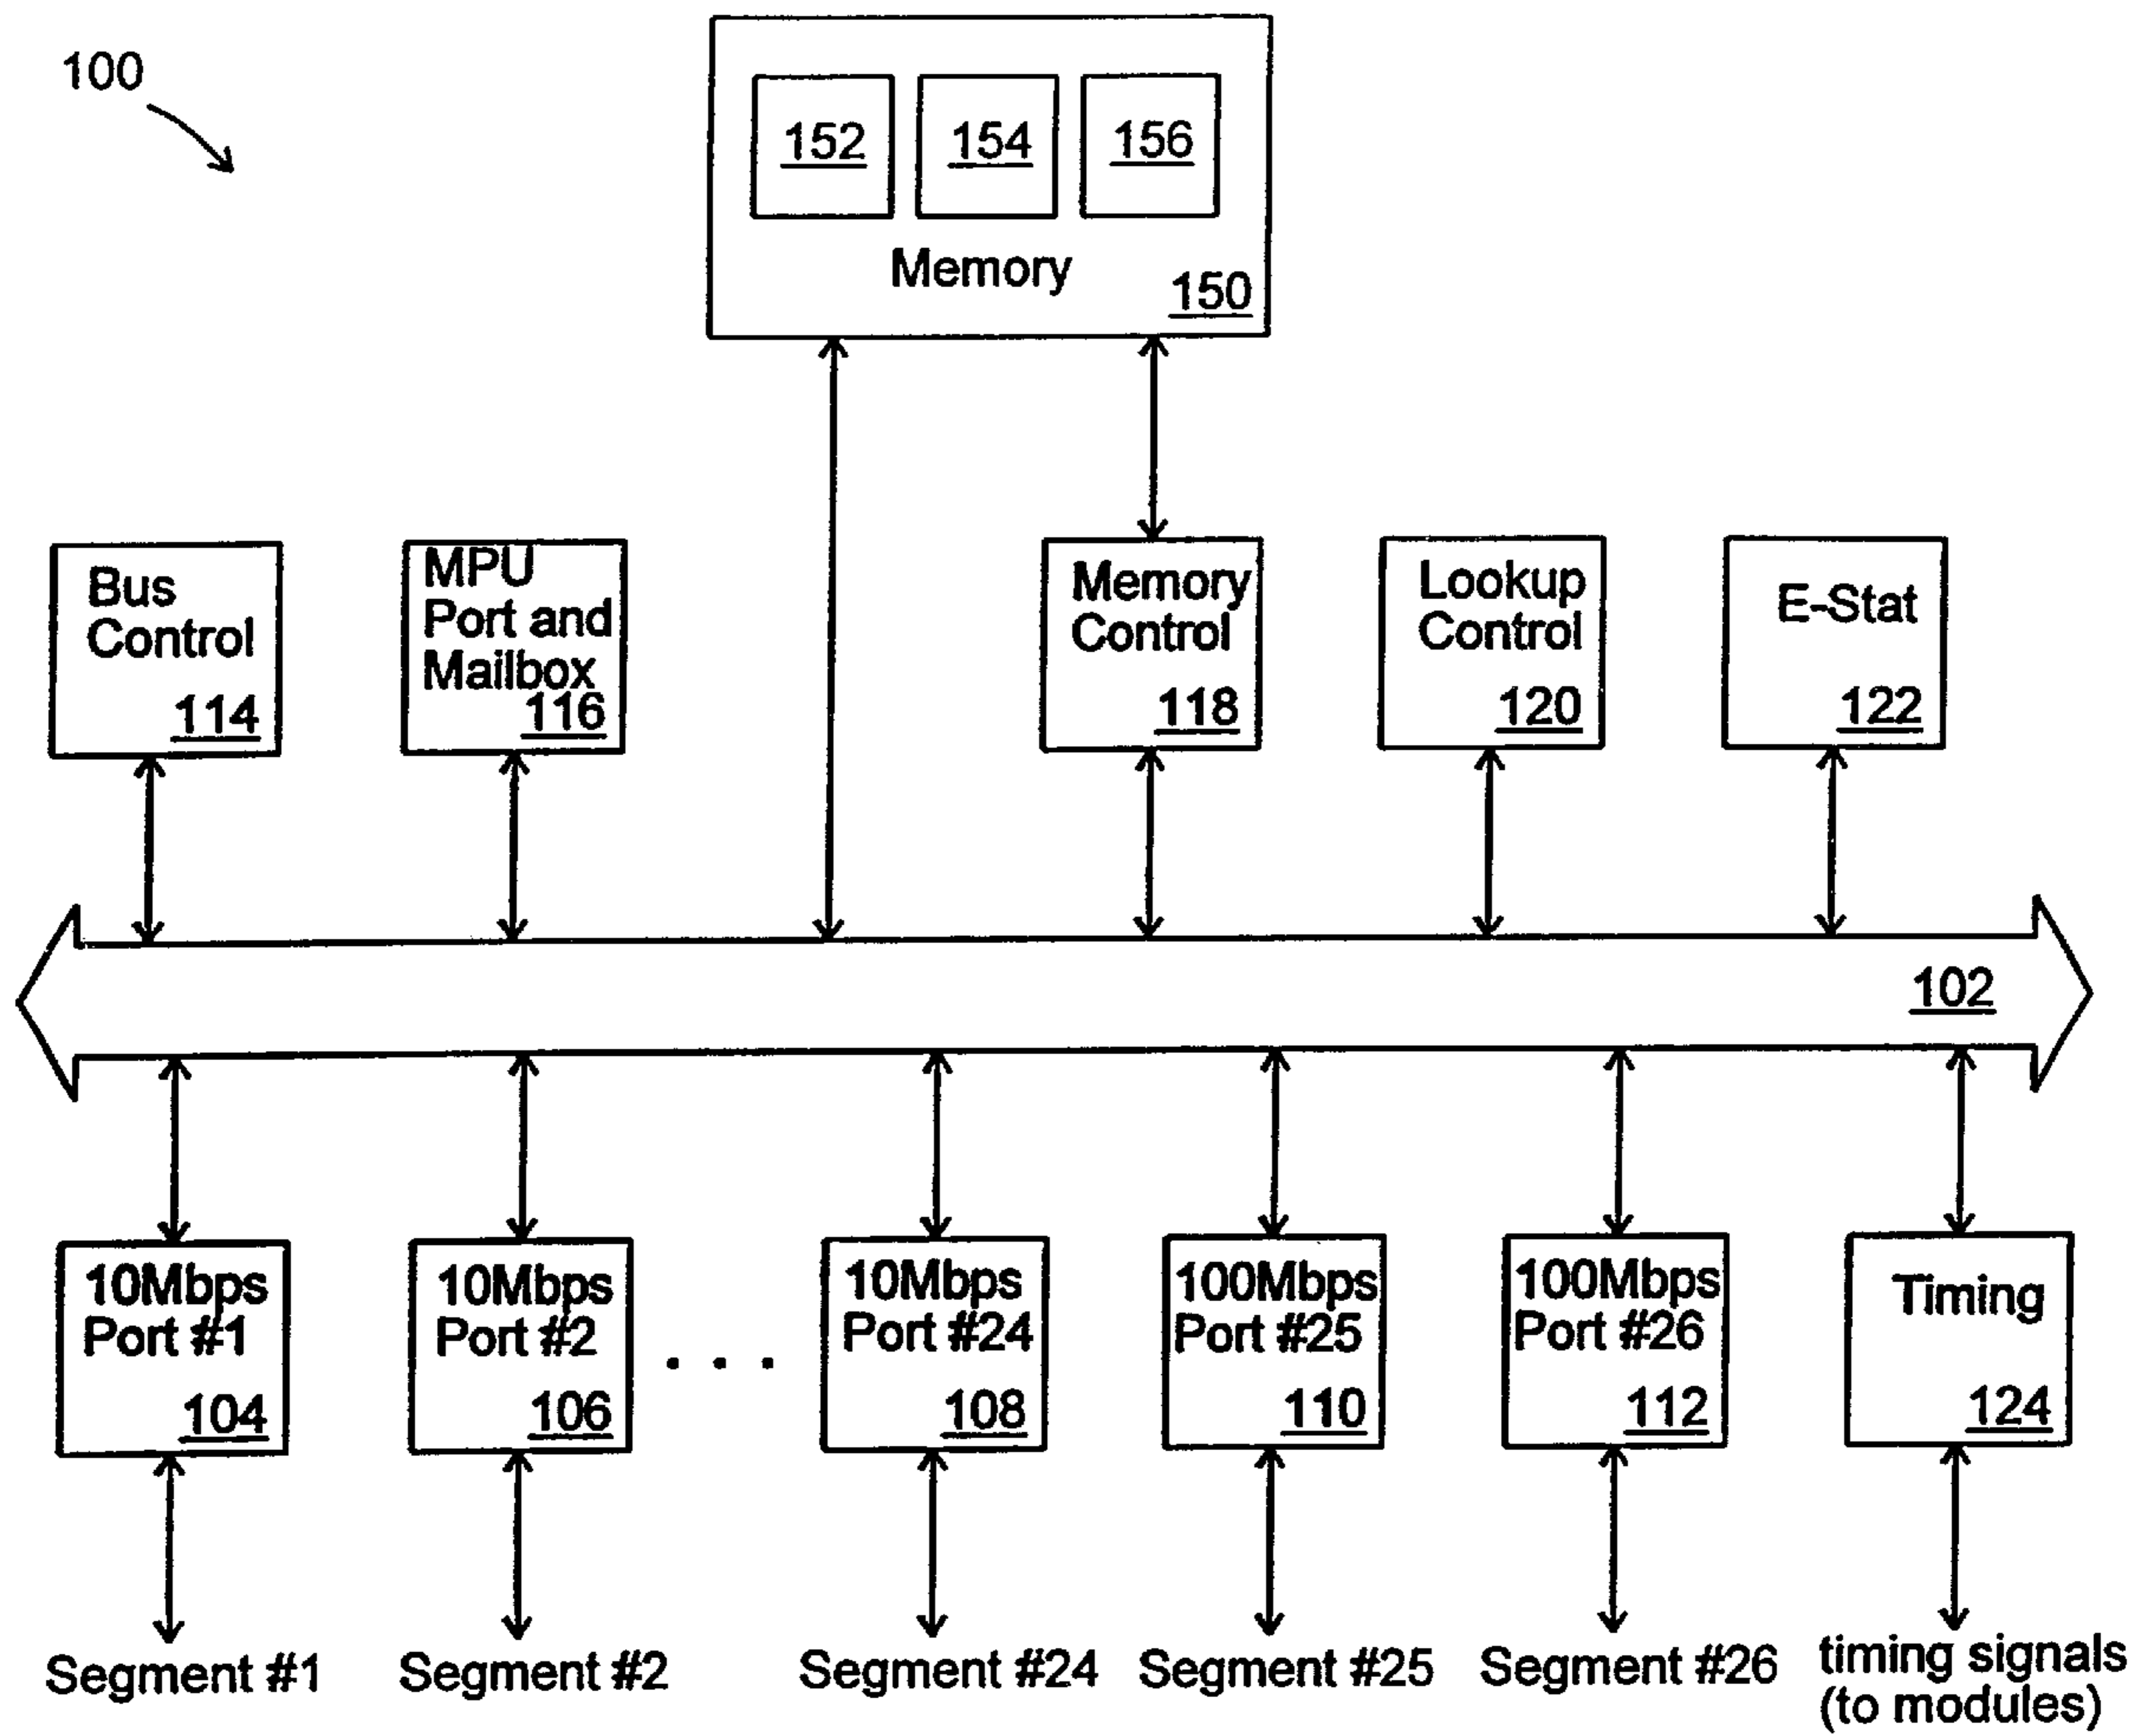 100
152 154 156
Memory
150
Bus
Control
114
MPU
Port and
Mailbox
116
Memory
Control
118
Lookup
Control
120
E-Stat
122
102
10Mbps
Port #1
104
10Mbps
Port #2
106
. . .
10Mbps
Port #24
108
100Mbps
Port #25
110
100Mbps
Port #26
112
Timing
124
Segment #1
Segment #2
Segment #24
Segment #25
Segment #26
timing signals
(to modules)